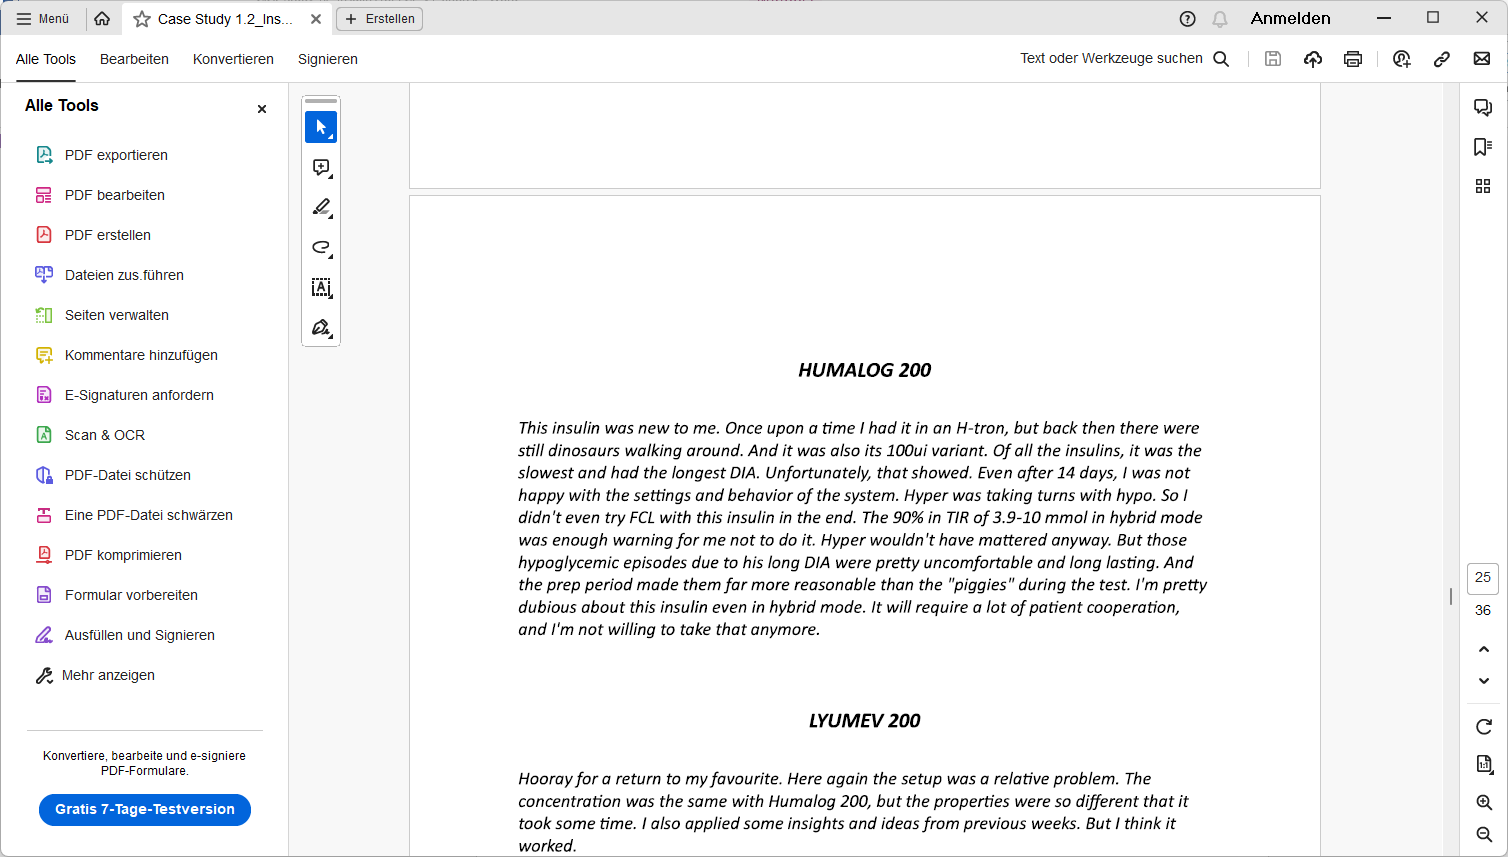 Menü
Case Study 1.2_Ins...
Erstellen
Anmelden
Alle Tools
Bearbeiten
Konvertieren
Signieren
Text oder Werkzeuge suchen
Alle Tools
PDF exportieren
PDF bearbeiten
PDF erstellen
Dateien zus.führen
Seiten verwalten
Kommentare hinzufügen
E-Signaturen anfordern
Scan & OCR
PDF-Datei schützen
Eine PDF-Datei schwärzen
PDF komprimieren
Formular vorbereiten
Ausfüllen und Signieren
Mehr anzeigen
Konvertiere, bearbeite und e-signiere
PDF-Formulare.
Gratis 7-Tage-Testversion
HUMALOG 200
This insulin was new to me. Once upon a time I had it in an H-tron, but back then there were
still dinosaurs walking around. And it was also its 100ui variant. Of all the insulins, it was the
slowest and had the longest DIA. Unfortunately, that showed. Even after 14 days, I was not
happy with the settings and behavior of the system. Hyper was taking turns with hypo. So I
didn't even try FCL with this insulin in the end. The 90% in TIR of 3.9-10 mmol in hybrid mode
was enough warning for me not to do it. Hyper wouldn't have mattered anyway. But those
hypoglycemic episodes due to his long DIA were pretty uncomfortable and long lasting. And
the prep period made them far more reasonable than the "piggies" during the test. I'm pretty
dubious about this insulin even in hybrid mode. It will require a lot of patient cooperation,
and I'm not willing to take that anymore.
LYUMEV 200
Hooray for a return to my favourite. Here again the setup was a relative problem. The
concentration was the same with Humalog 200, but the properties were so different that it
took some time. I also applied some insights and ideas from previous weeks. But I think it
worked.
25
36
1:1